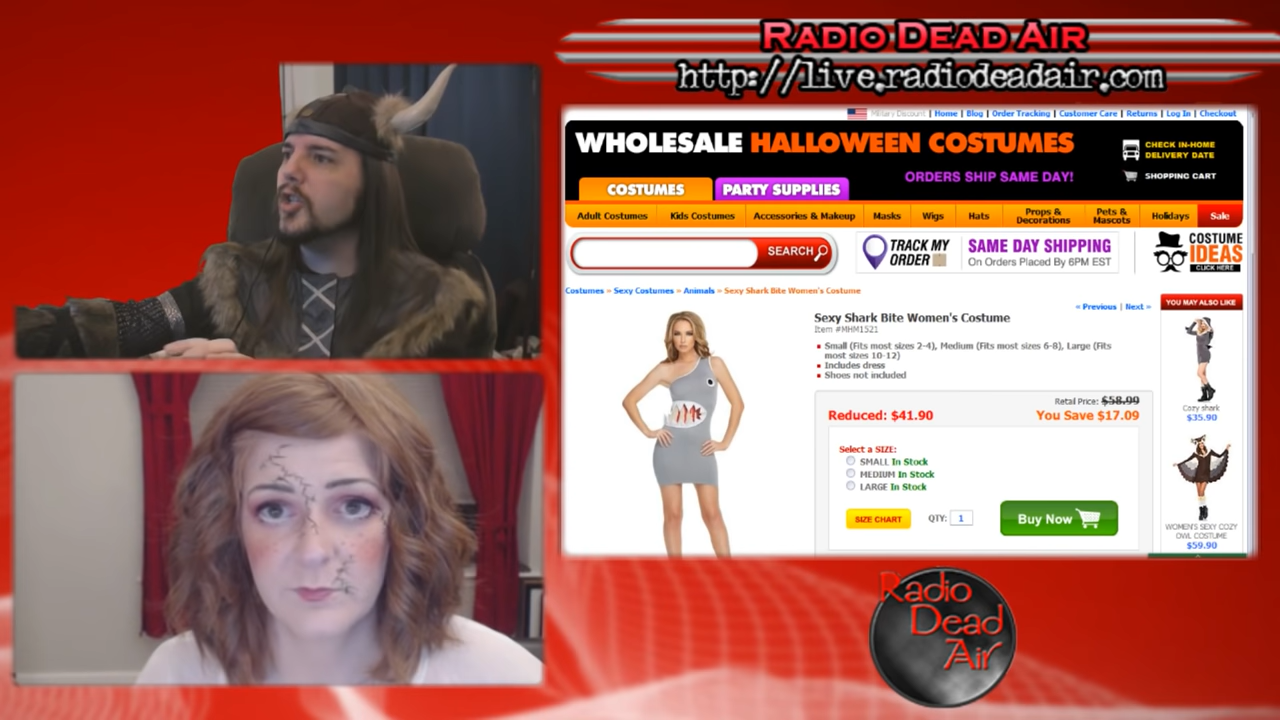 RADIO DEAD AIR
http://live.radiodeadair.com
Military Discount | Home | Blog | Order Tracking | Customer Care | Returns | Log In | Checkout
WHOLESALE HALLOWEEN COSTUMES
CHECK IN-HOME
DELIVERY DATE
ORDERS SHIP SAME DAY!
SHOPPING CART
COSTUMES
PARTY SUPPLIES
Adult Costumes
Kids Costumes
Accessories & Makeup
Masks
Wigs
Hats
Props &
Decorations
Pets &
Mascots
Holidays
Sale
SEARCH
TRACK MY
ORDER
SAME DAY SHIPPING
On Orders Placed By 6PM EST
COSTUME
IDEAS
CLICK HERE
Costumes » Sexy Costumes » Animals » Sexy Shark Bite Women's Costume
« Previous | Next »
YOU MAY ALSO LIKE
Sexy Shark Bite Women's Costume
Item #MHM1521
Small (Fits most sizes 2-4), Medium (Fits most sizes 6-8), Large (Fits
most sizes 10-12)
Includes dress
Shoes not included
Retail Price: $58.99
Reduced: $41.90
You Save $17.09
Cozy shark
$35.90
Select a SIZE:
SMALL In Stock
MEDIUM In Stock
LARGE In Stock
SIZE CHART
QTY: 1
Buy Now
WOMEN'S SEXY COZY
OWL COSTUME
$59.90
Radio
Dead
Air